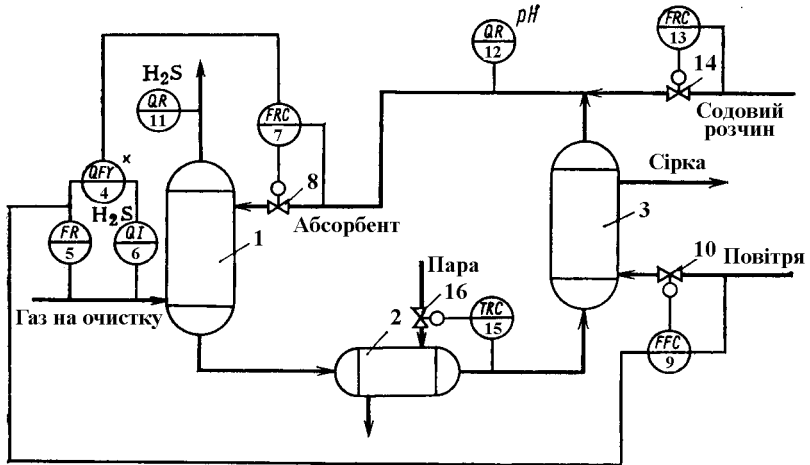 pH
QR
12
FRC
13
14
H₂S
QR
11
FRC
7
Содовий
розчин
x
QFY
4
Сірка
8
Абсорбент
H₂S
FR
5
QI
6
1
3
10
Повітря
Пара
16
Газ на очистку
2
TRC
15
FFC
9